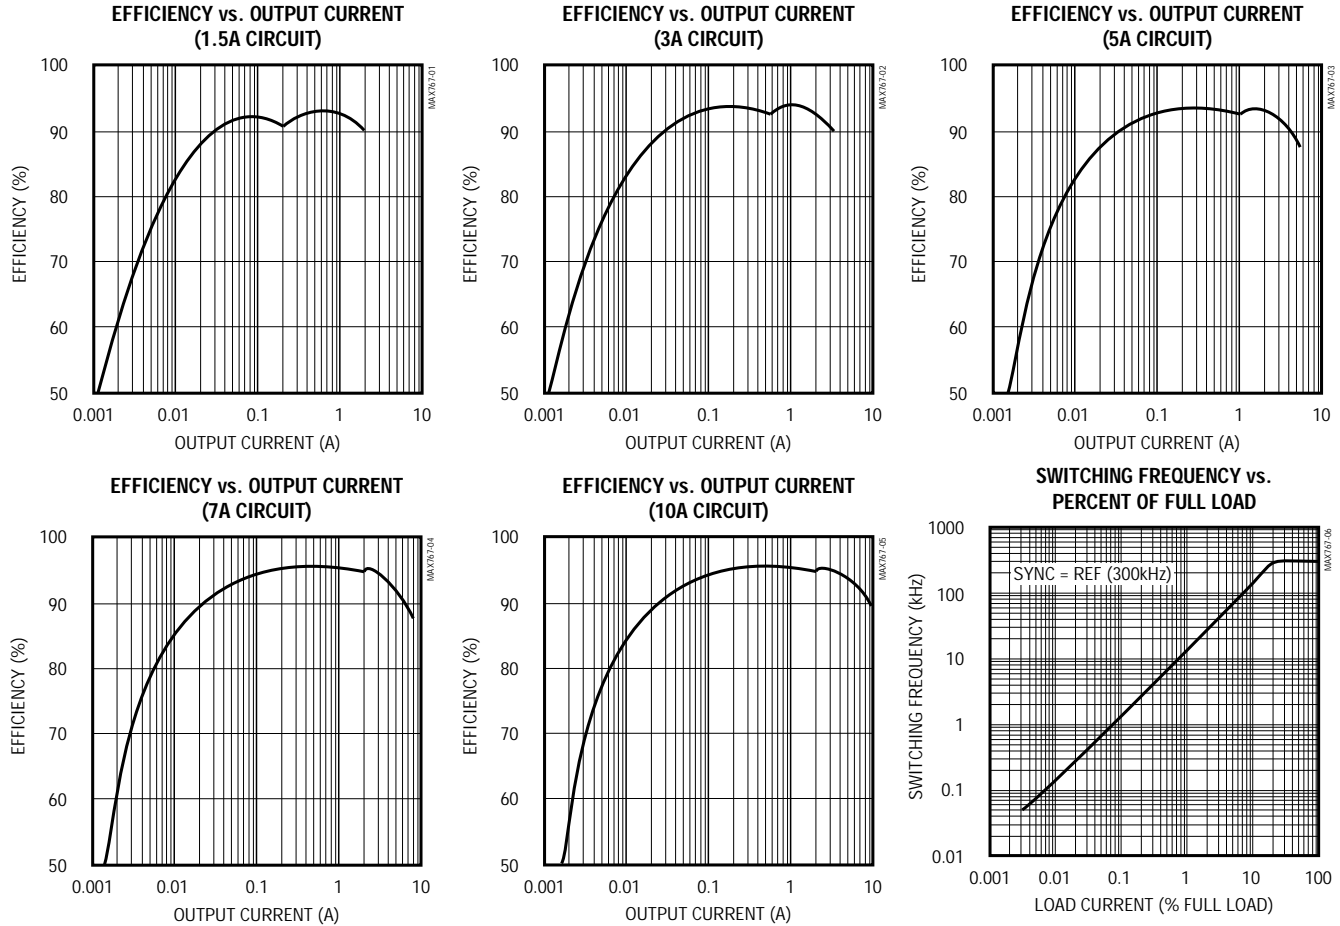 EFFICIENCY vs. OUTPUT CURRENT
(1.5A CIRCUIT)
100
90
80
70
60
50
EFFICIENCY (%)
0.001 0.01 0.1 1 10
OUTPUT CURRENT (A)
MAX767-01
EFFICIENCY vs. OUTPUT CURRENT
(3A CIRCUIT)
100
90
80
70
60
50
EFFICIENCY (%)
0.001 0.01 0.1 1 10
OUTPUT CURRENT (A)
MAX767-02
EFFICIENCY vs. OUTPUT CURRENT
(5A CIRCUIT)
100
90
80
70
60
50
EFFICIENCY (%)
0.001 0.01 0.1 1 10
OUTPUT CURRENT (A)
MAX767-03
EFFICIENCY vs. OUTPUT CURRENT
(7A CIRCUIT)
100
90
80
70
60
50
EFFICIENCY (%)
0.001 0.01 0.1 1 10
OUTPUT CURRENT (A)
MAX767-04
EFFICIENCY vs. OUTPUT CURRENT
(10A CIRCUIT)
100
90
80
70
60
50
EFFICIENCY (%)
0.001 0.01 0.1 1 10
OUTPUT CURRENT (A)
MAX767-05
SWITCHING FREQUENCY vs.
PERCENT OF FULL LOAD
1000
100
10
1
0.1
0.01
SWITCHING FREQUENCY (kHz)
SYNC = REF (300kHz)
0.001 0.01 0.1 1 10 100
LOAD CURRENT (% FULL LOAD)
MAX767-06